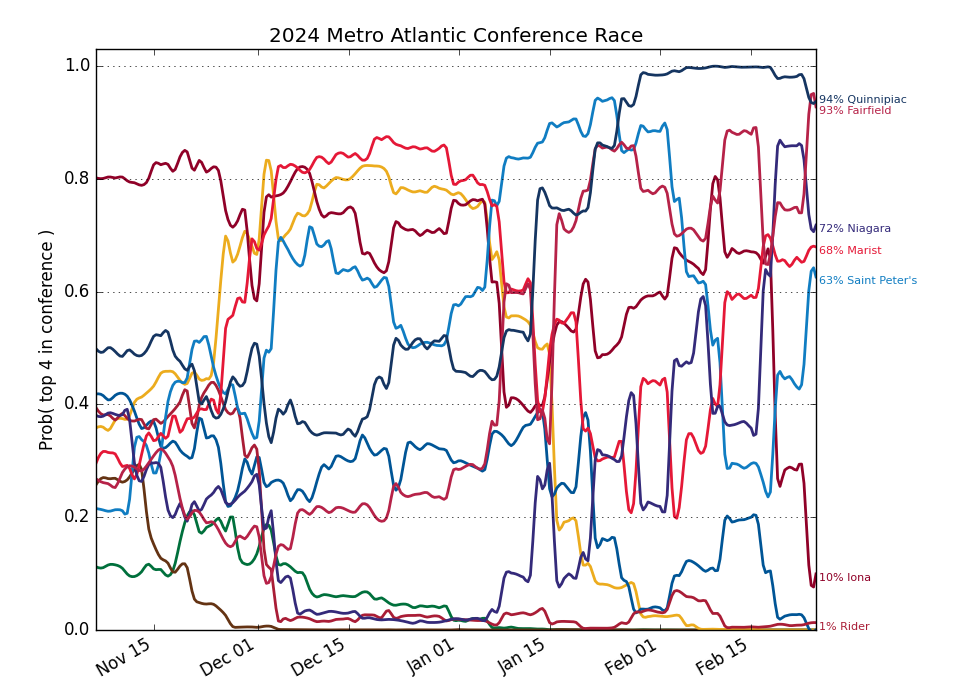 2024 Metro Atlantic Conference Race
Prob( top 4 in conference )
1.0
0.8
0.6
0.4
0.2
0.0
94% Quinnipiac
93% Fairfield
72% Niagara
68% Marist
63% Saint Peter's
10% Iona
1% Rider
Nov 15
Dec 01
Dec 15
Jan 01
Jan 15
Feb 01
Feb 15